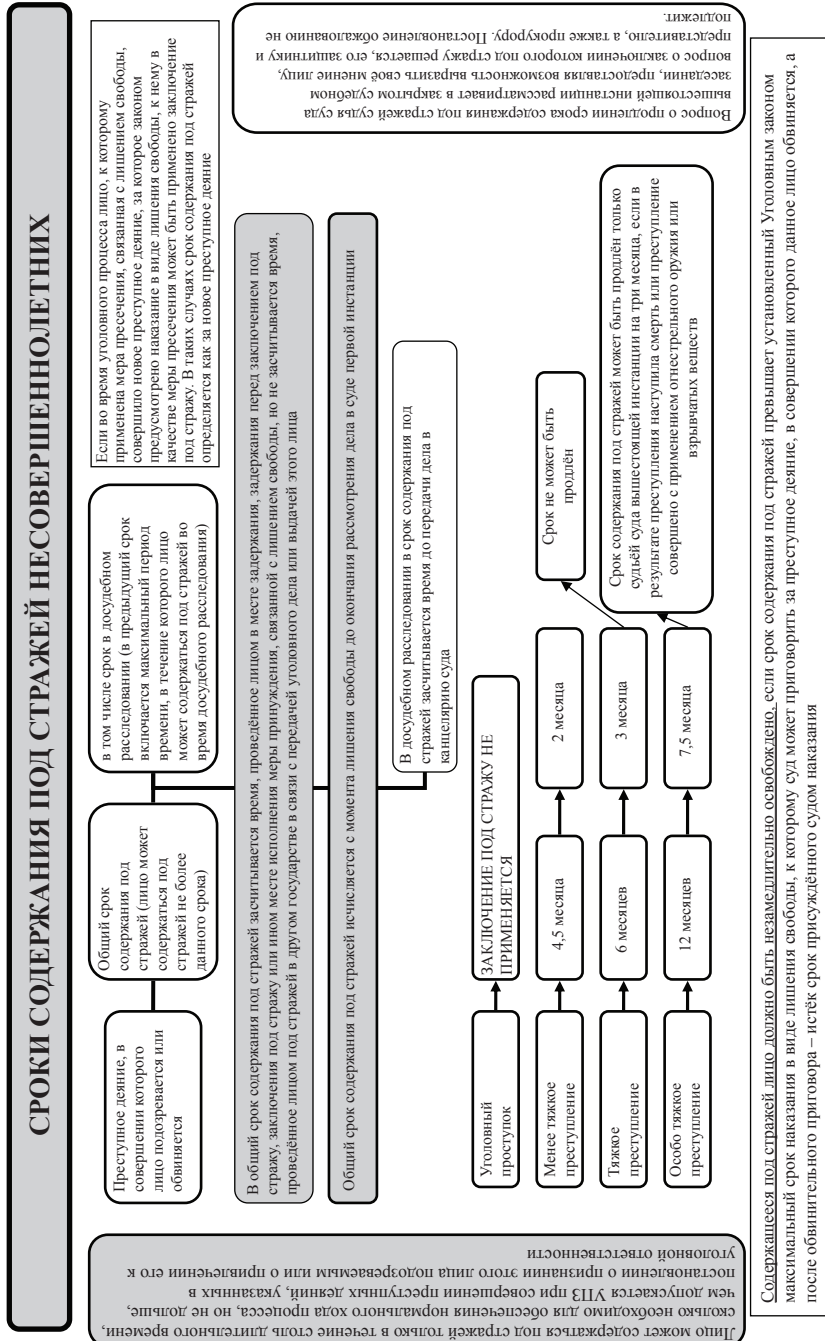 СРОКИ СОДЕРЖАНИЯ ПОД СТРАЖЕЙ НЕСОВЕРШЕННОЛЕТНИХ
Лицо может содержаться под стражей только в течение столь длительного времени,
сколько необходимо для обеспечения нормального хода процесса, но не дольше,
чем допускается УПЗ при совершении преступных деяний, указанных в
постановлении о признании этого лица подозреваемым или о привлечении его к
уголовной ответственности
Преступное деяние, в
совершении которого
лицо подозревается или
обвиняется
Общий срок
содержания под
стражей (лицо может
содержаться под
стражей не более
данного срока)
в том числе срок в досудебном
расследовании (в предыдущий срок
включается максимальный период
времени, в течение которого лицо
может содержаться под стражей во
время досудебного расследования)
Если во время уголовного процесса лицо, к которому
применена мера пресечения, связанная с лишением свободы,
совершило новое преступное деяние, за которое законом
предусмотрено наказание в виде лишения свободы, к нему в
качестве меры пресечения может быть применено заключение
под стражу. В таких случаях срок содержания под стражей
определяется как за новое преступное деяние
В общий срок содержания под стражей засчитывается время, проведённое лицом в месте задержания, задержания перед заключением под
стражу, заключения под стражу или ином месте исполнения меры принуждения, связанной с лишением свободы, но не засчитывается время,
проведённое лицом под стражей в другом государстве в связи с передачей уголовного дела или выдачей этого лица
Общий срок содержания под стражей исчисляется с момента лишения свободы до окончания рассмотрения дела в суде первой инстанции
В досудебном расследовании в срок содержания под
стражей засчитывается время до передачи дела в
канцелярию суда
Уголовный
проступок
ЗАКЛЮЧЕНИЕ ПОД СТРАЖУ НЕ
ПРИМЕНЯЕТСЯ
Менее тяжкое
преступление
4,5 месяца
2 месяца
Тяжкое
преступление
6 месяцев
3 месяца
Срок не может быть
продлён
Особо тяжкое
преступление
12 месяцев
7,5 месяца
Срок содержания под стражей может быть продлён только
судьёй суда вышестоящей инстанции на три месяца, если в
результате преступления наступила смерть или преступление
совершено с применением огнестрельного оружия или
взрывчатых веществ
Вопрос о продлении срока содержания под стражей судья суда
вышестоящей инстанции рассматривает в закрытом судебном
заседании, предоставляя возможность выразить своё мнение лицу,
вопрос о заключении которого под стражу решается, его защитнику и
представителю, а также прокурору. Постановление обжалованию не
подлежит.
Содержащееся под стражей лицо должно быть незамедлительно освобождено, если срок содержания под стражей превышает установленный Уголовным законом
максимальный срок наказания в виде лишения свободы, к которому суд может приговорить за преступное деяние, в совершении которого данное лицо обвиняется, а
после обвинительного приговора – истёк срок присуждённого судом наказания